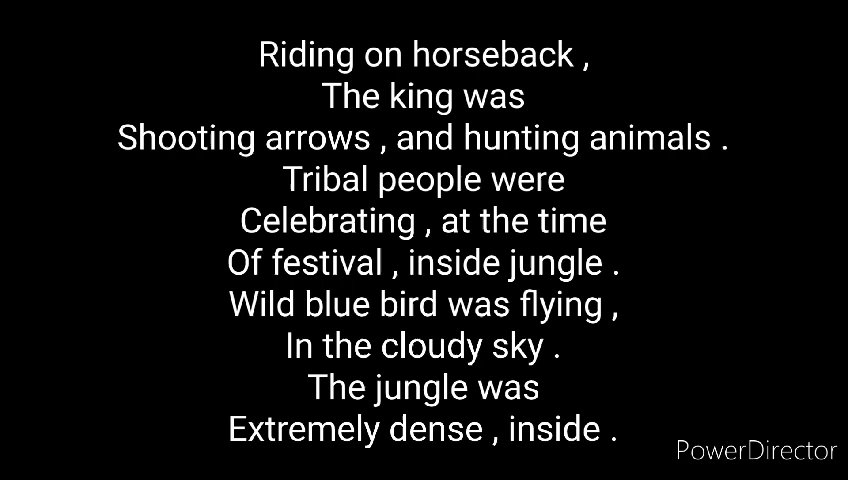 Riding on horseback ,
The king was
Shooting arrows , and hunting animals .
Tribal people were
Celebrating , at the time
Of festival , inside jungle .
Wild blue bird was flying ,
In the cloudy sky .
The jungle was
Extremely dense , inside .
PowerDirector